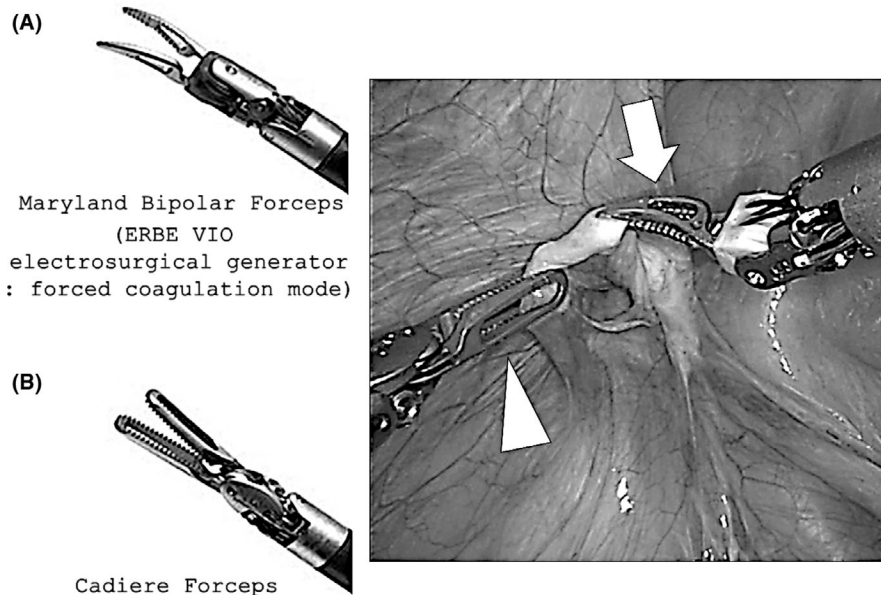 (A)
Maryland Bipolar Forceps
(ERBE VIO
electrosurgical generator
: forced coagulation mode)
(B)
Cadiere Forceps